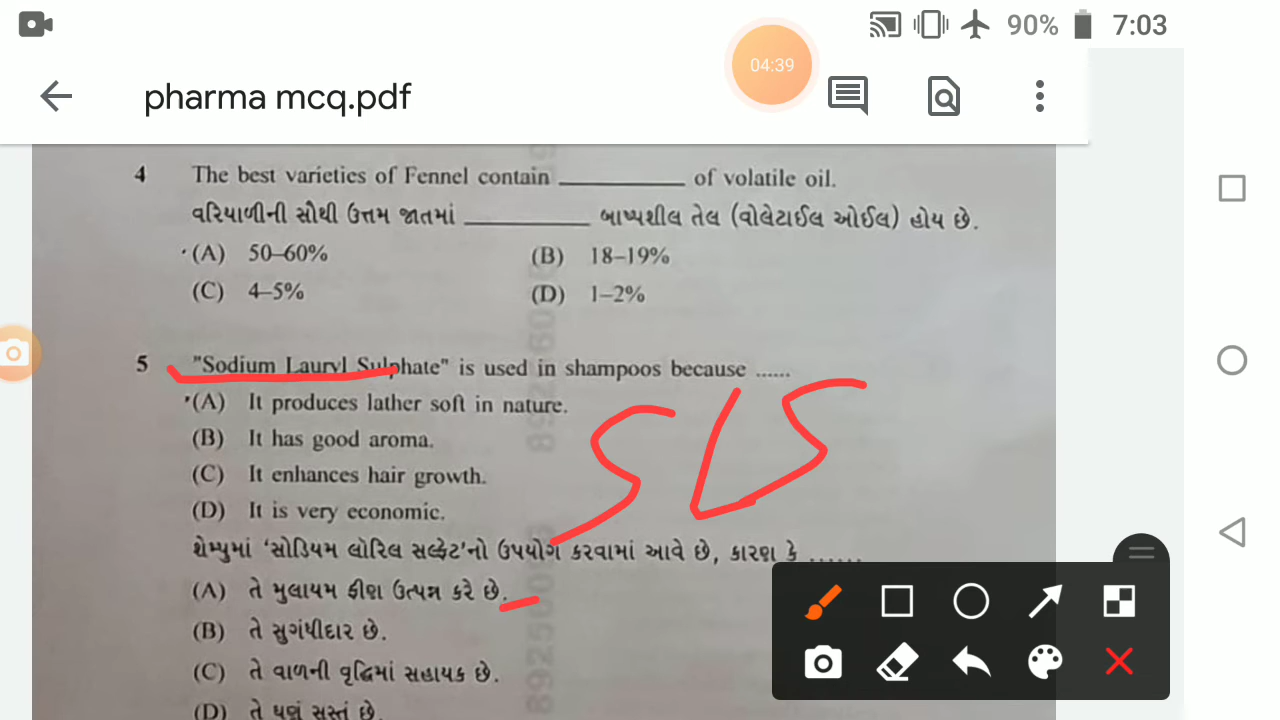 90% 7:03
04:39
pharma mcq.pdf
4 The best varieties of Fennel contain __________ of volatile oil.
વરિયાળીની સૌથી ઉત્તમ જાતમાં __________ બાષ્પશીલ તેલ (વોલેટાઈલ ઓઈલ) હોય છે.
(A) 50–60% (B) 18–19%
(C) 4–5% (D) 1–2%
5 "Sodium Lauryl Sulphate" is used in shampoos because ......
(A) It produces lather soft in nature.
(B) It has good aroma.
(C) It enhances hair growth.
(D) It is very economic.
SLS
શેમ્પુમાં ‘સોડિયમ લોરિલ સલ્ફેટ’નો ઉપયોગ કરવામાં આવે છે, કારણ કે ......
(A) તે મુલાયમ ફીણ ઉત્પન્ન કરે છે.
(B) તે સુગંધીદાર છે.
(C) તે વાળની વૃદ્ધિમાં સહાયક છે.
(D) તે ઘણું સસ્તું છે.